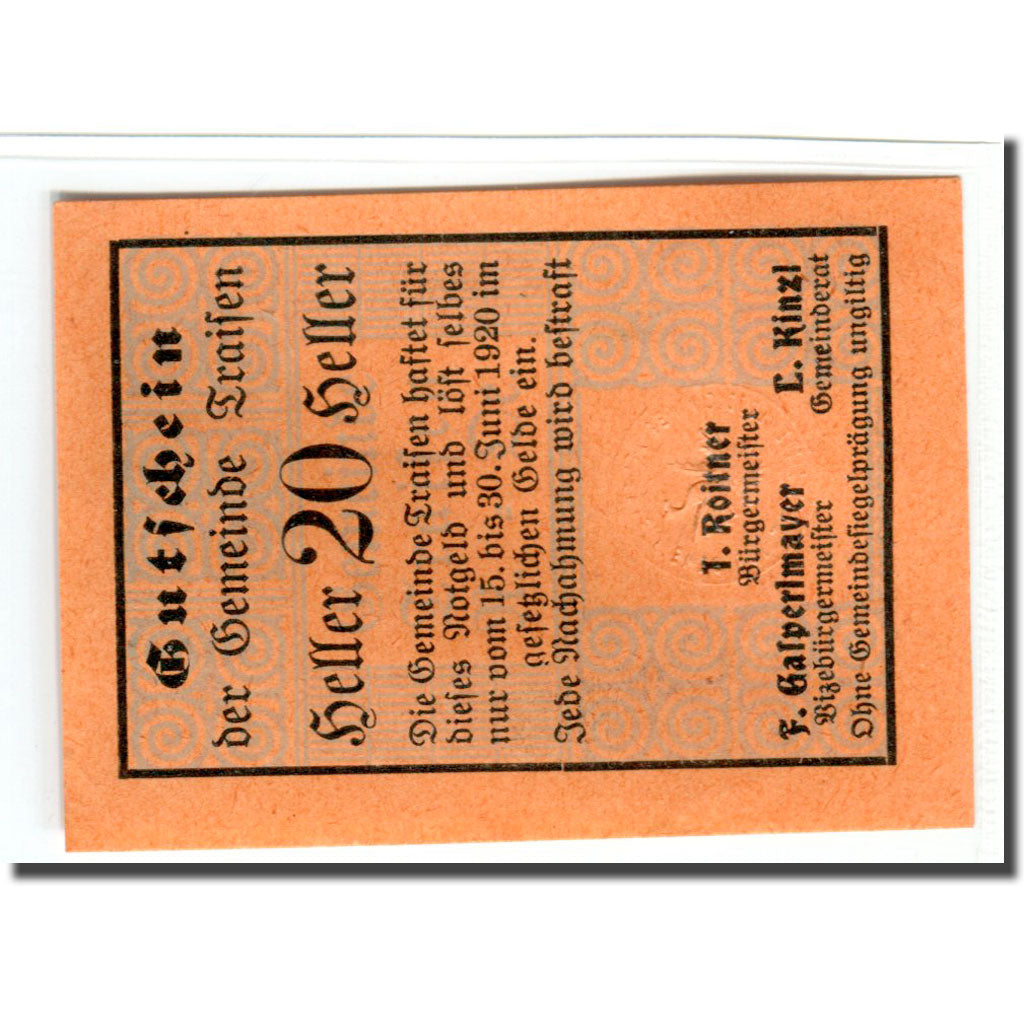 Gutschein
der Gemeinde Traisen
Heller 20 Heller
Die Gemeinde Traisen haftet für
dieses Notgeld und löst selbes
nur vom 15. bis 30. Juni 1920 im
gesetzlichen Gelde ein.
Jede Nachahmung wird bestraft
J. Roitner
Bürgermeister
F. Galperlmayer L. Kinzl
Vizebürgermeister Gemeinderat
Ohne Gemeindesiegelprägung ungiltig